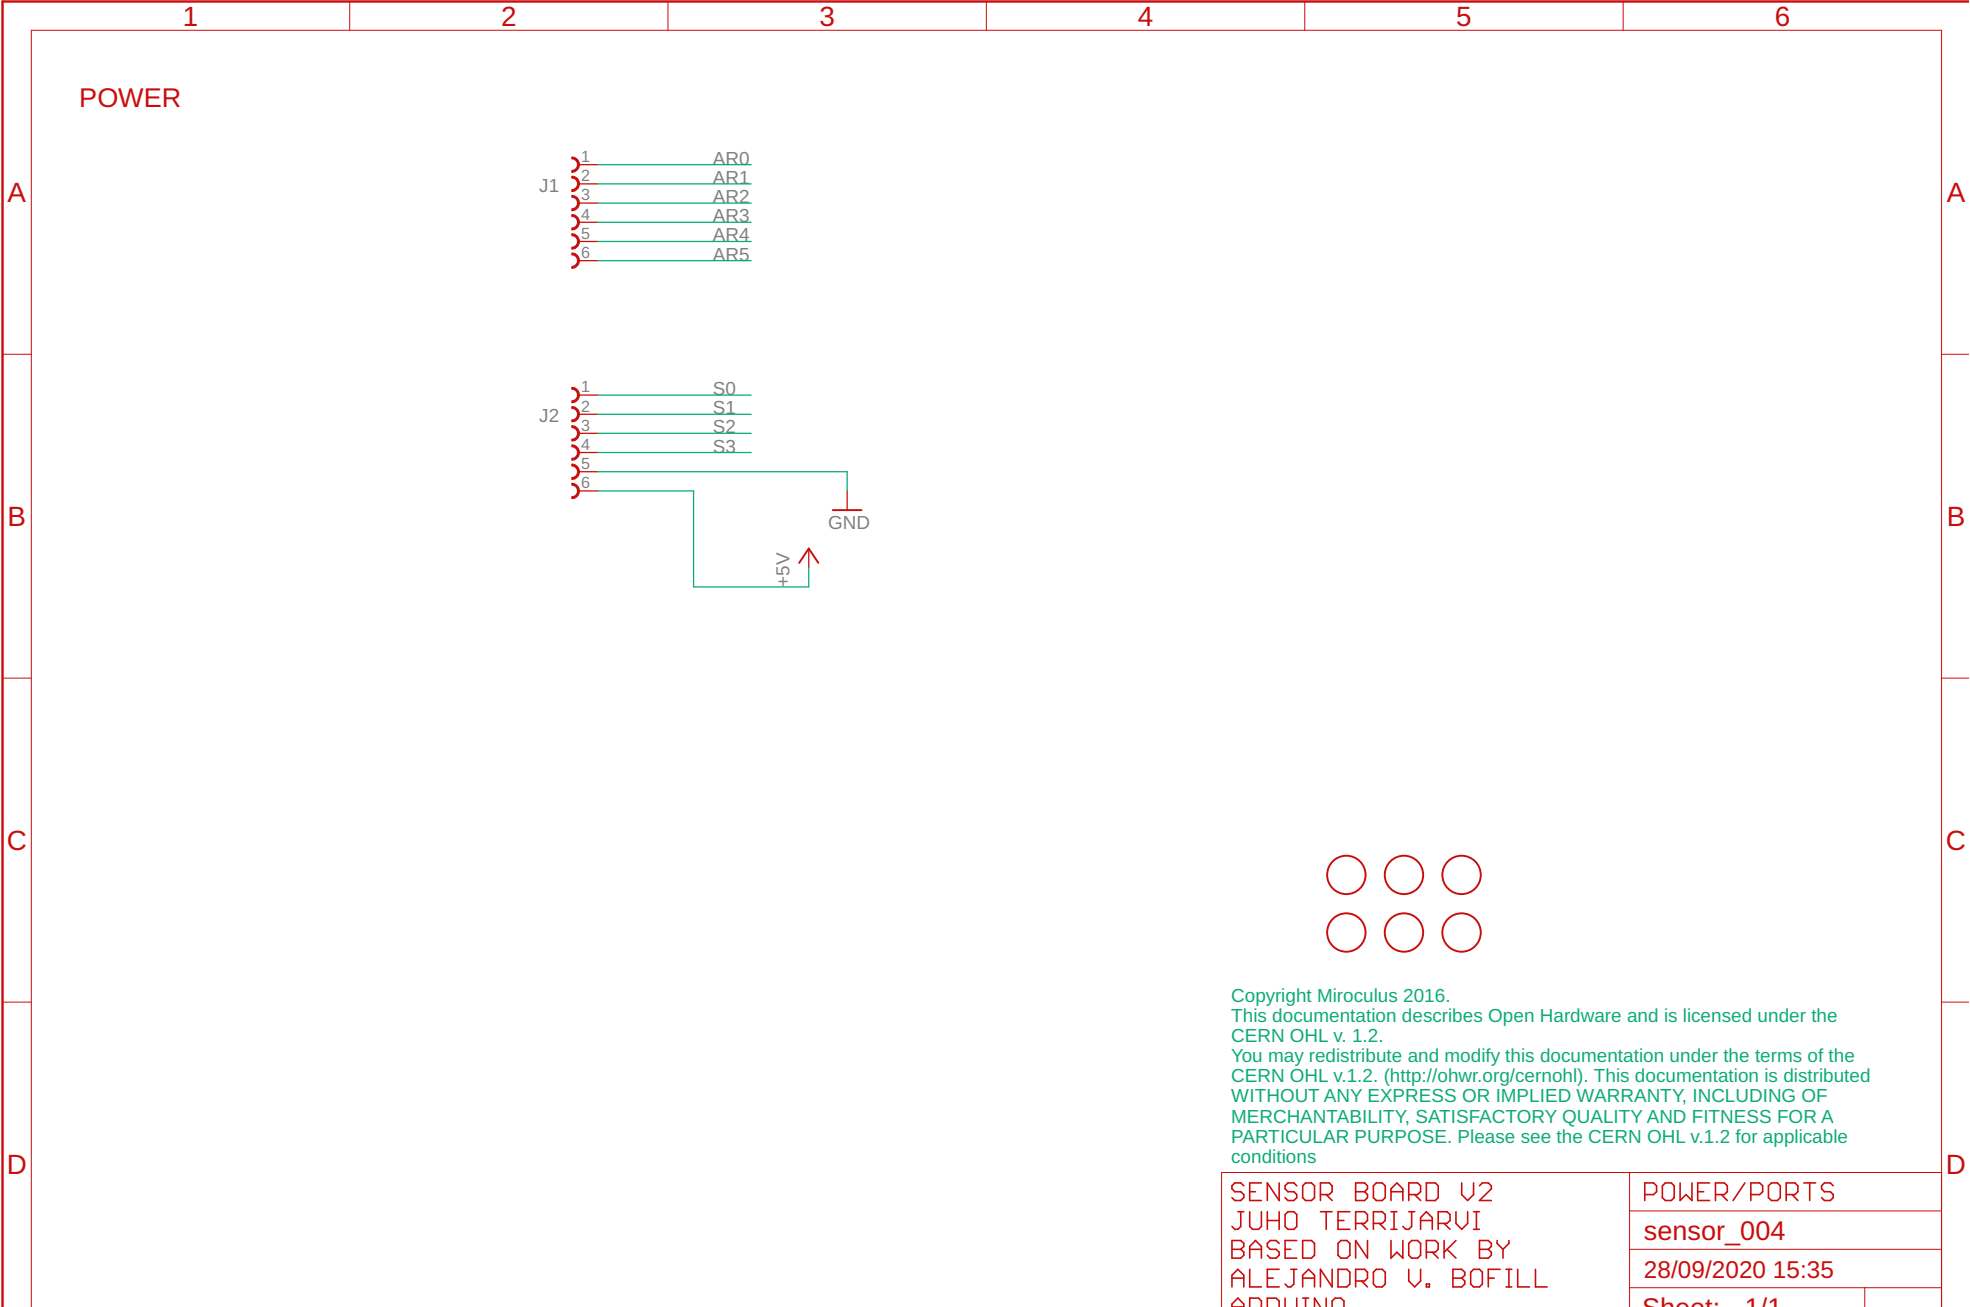 1 2 3 4 5 6
POWER
A A
J1
1 AR0
2 AR1
3 AR2
4 AR3
5 AR4
6 AR5
J2
1 S0
2 S1
3 S2
4 S3
5
6
GND
+5V
B B
C C
Copyright Miroculus 2016.
This documentation describes Open Hardware and is licensed under the
CERN OHL v. 1.2.
You may redistribute and modify this documentation under the terms of the
CERN OHL v.1.2. (http://ohwr.org/cernohl). This documentation is distributed
WITHOUT ANY EXPRESS OR IMPLIED WARRANTY, INCLUDING OF
MERCHANTABILITY, SATISFACTORY QUALITY AND FITNESS FOR A
PARTICULAR PURPOSE. Please see the CERN OHL v.1.2 for applicable
conditions
D D
SENSOR BOARD V2
JUHO TERRIJARVI
BASED ON WORK BY
ALEJANDRO V. BOFILL
ARDUINO
POWER/PORTS
sensor_004
28/09/2020 15:35
Sheet: 1/1